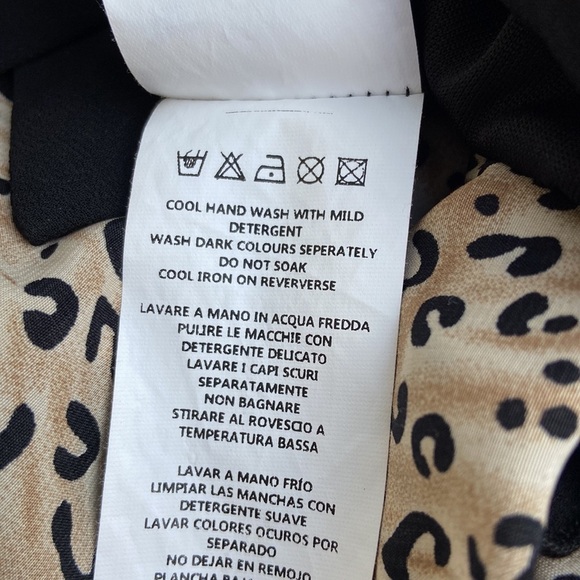 COOL HAND WASH WITH MILD
DETERGENT
WASH DARK COLOURS SEPERATELY
DO NOT SOAK
COOL IRON ON REVERVERSE
LAVARE A MANO IN ACQUA FREDDA
PULIRE LE MACCHIE CON
DETERGENTE DELICATO
LAVARE I CAPI SCURI
SEPARATAMENTE
NON BAGNARE
STIRARE AL ROVESCIO A
TEMPERATURA BASSA
LAVAR A MANO FRÍO
LIMPIAR LAS MANCHAS CON
DETERGENTE SUAVE
LAVAR COLORES OCUROS POR
SEPARADO
NO DEJAR EN REMOJO
PLANCHA